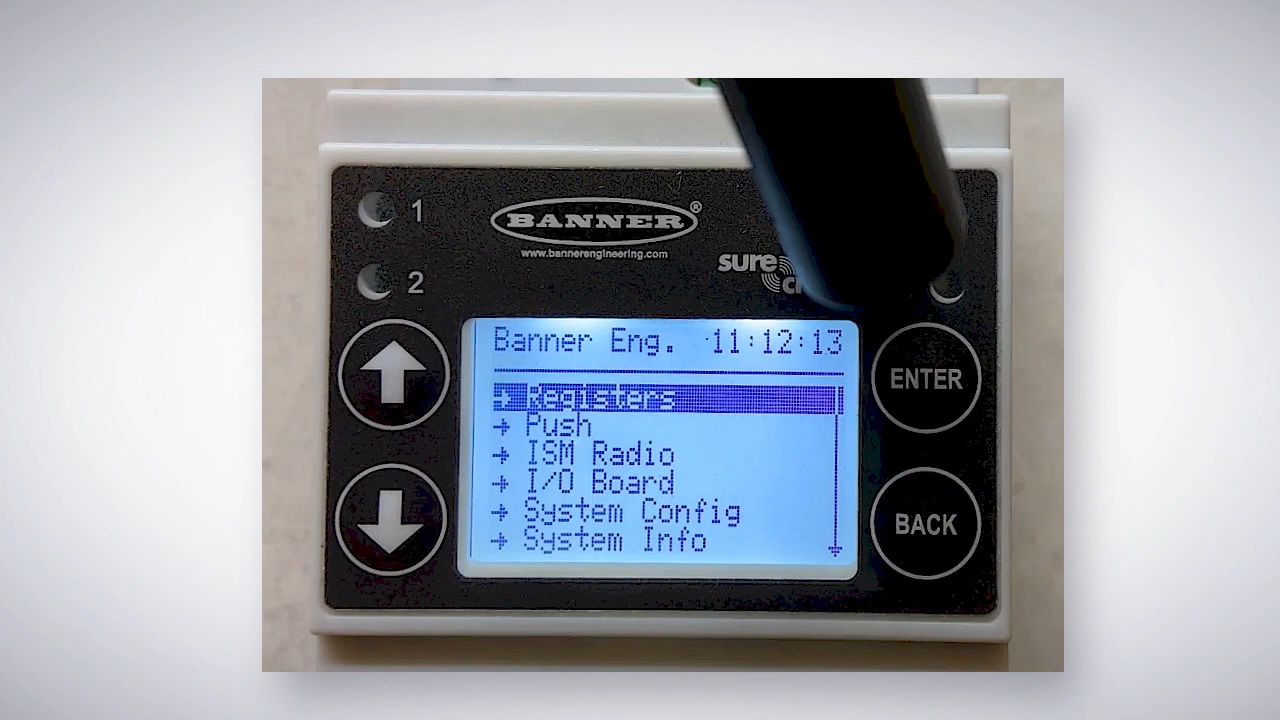 1
BANNER®
www.bannerengineering.com
2
sure
Banner Eng. 11:12:13
→ Registers
→ Push
→ ISM Radio
→ I/O Board
→ System Config
→ System Info
ENTER
BACK